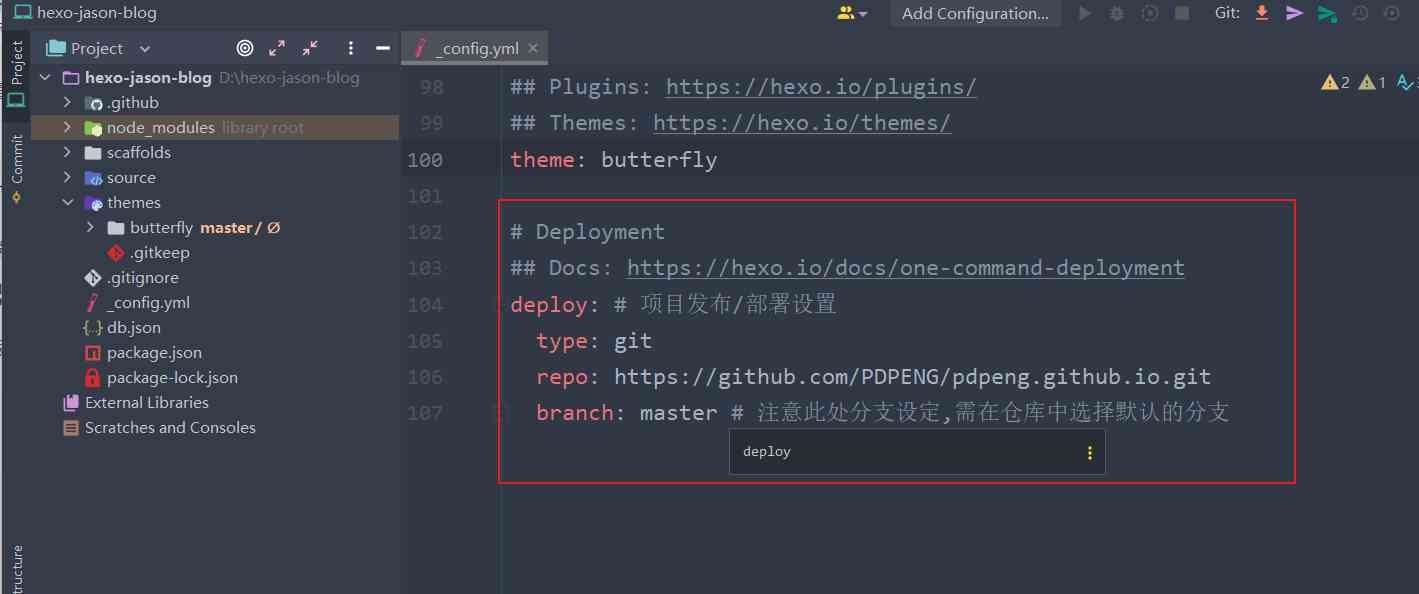 hexo-jason-blog
Add Configuration...
Git:
Project
Project
_config.yml
hexo-jason-blog D:\hexo-jason-blog
.github
node_modules library root
scaffolds
source
themes
butterfly master / Ø
.gitkeep
.gitignore
_config.yml
db.json
package.json
package-lock.json
External Libraries
Scratches and Consoles
Commit
tructure
98 ## Plugins: https://hexo.io/plugins/
2 1
99 ## Themes: https://hexo.io/themes/
100 theme: butterfly
101
102 # Deployment
103 ## Docs: https://hexo.io/docs/one-command-deployment
104 deploy: # 项目发布/部署设置
105 type: git
106 repo: https://github.com/PDPENG/pdpeng.github.io.git
107 branch: master # 注意此处分支设定,需在仓库中选择默认的分支
deploy